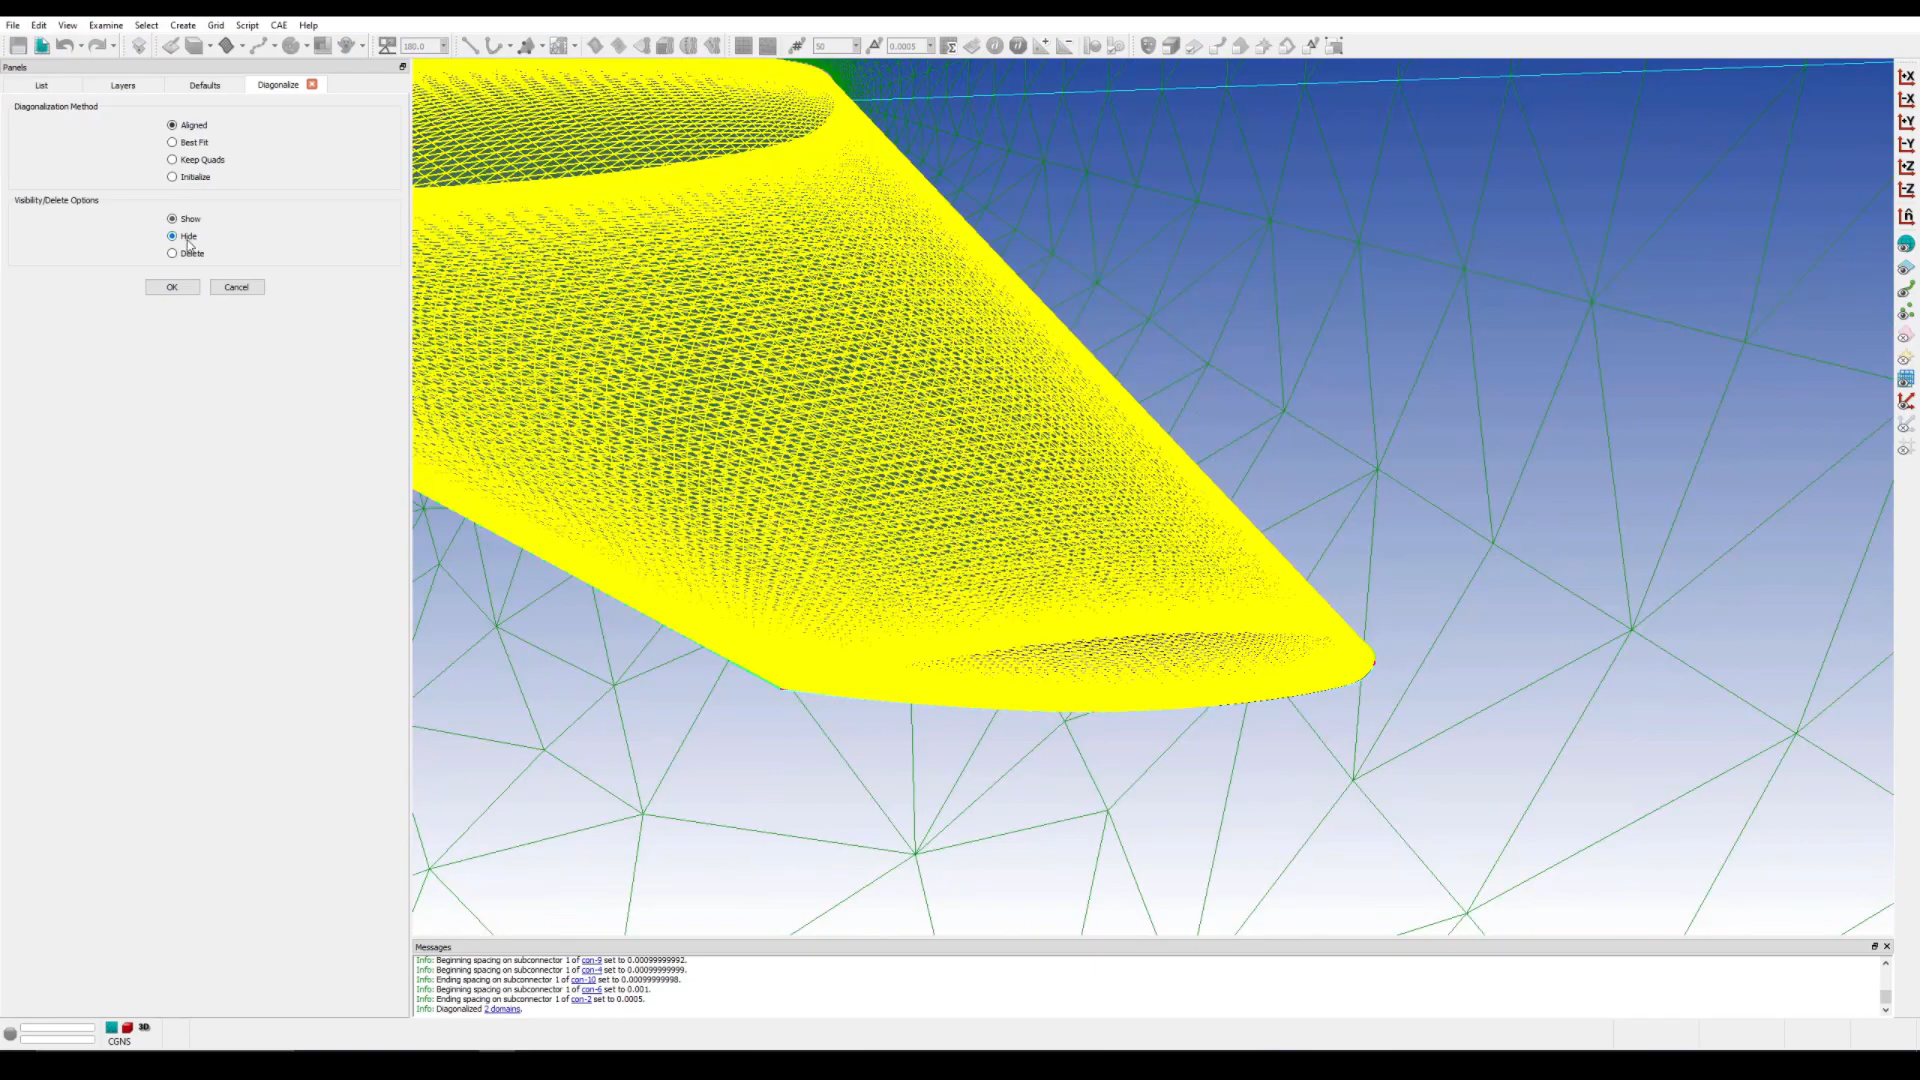 File Edit View Examine Select Create Grid Script CAE Help
180.0 50 0.0005
Panels
List Layers Defaults Diagonalize
Diagonalization Method
Aligned
Best Fit
Keep Quads
Initialize
Visibility/Delete Options
Show
Hide
Delete
OK Cancel
+X
-X
+Y
-Y
+Z
-Z
n̂
Messages
Info: Beginning spacing on subconnector 1 of con-9 set to 0.00099999992.
Info: Beginning spacing on subconnector 1 of con-4 set to 0.00099999999.
Info: Ending spacing on subconnector 1 of con-10 set to 0.00099999998.
Info: Beginning spacing on subconnector 1 of con-6 set to 0.001.
Info: Ending spacing on subconnector 1 of con-2 set to 0.0005.
Info: Diagonalized 2 domains.
3D
CGNS